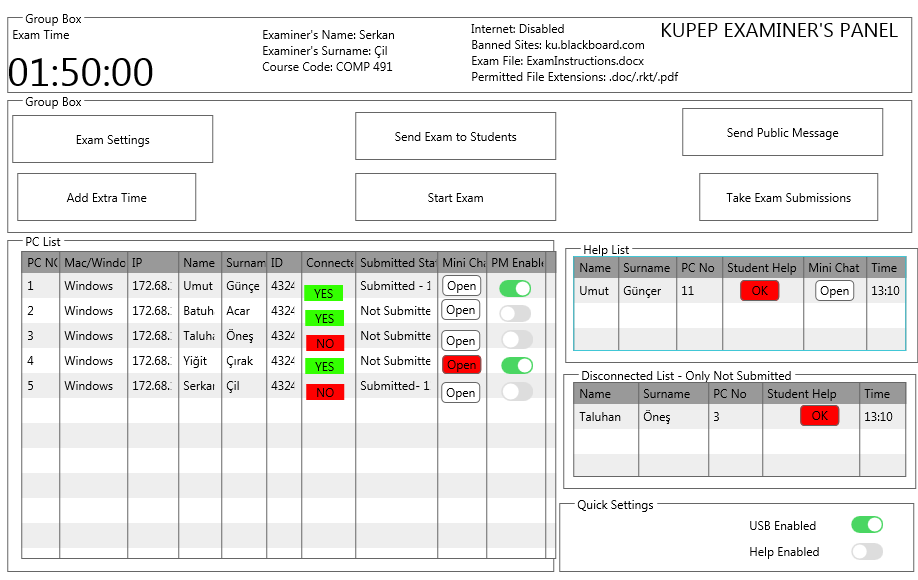 Group Box
Exam Time
01:50:00
Examiner's Name: Serkan
Examiner's Surname: Çil
Course Code: COMP 491
Internet: Disabled
Banned Sites: ku.blackboard.com
Exam File: ExamInstructions.docx
Permitted File Extensions: .doc/.rkt/.pdf
KUPEP EXAMINER'S PANEL
Group Box
Exam Settings
Send Exam to Students
Send Public Message
Add Extra Time
Start Exam
Take Exam Submissions
PC List
PC NO Mac/Windo IP Name Surnam ID Connecte Submitted Stat Mini Cha PM Enable
1 Windows 172.68. Umut Günçe 4324 YES Submitted - 1 Open
2 Windows 172.68. Batuh Acar 4324 YES Not Submitte Open
3 Windows 172.68. Taluha Öneş 4324 NO Not Submitte Open
4 Windows 172.68. Yiğit Çırak 4324 YES Not Submitte Open
5 Windows 172.68. Serkan Çil 4324 NO Submitted- 1 Open
Help List
Name Surname PC No Student Help Mini Chat Time
Umut Günçer 11 OK Open 13:10
Disconnected List - Only Not Submitted
Name Surname PC No Student Help Time
Taluhan Öneş 3 OK 13:10
Quick Settings
USB Enabled
Help Enabled